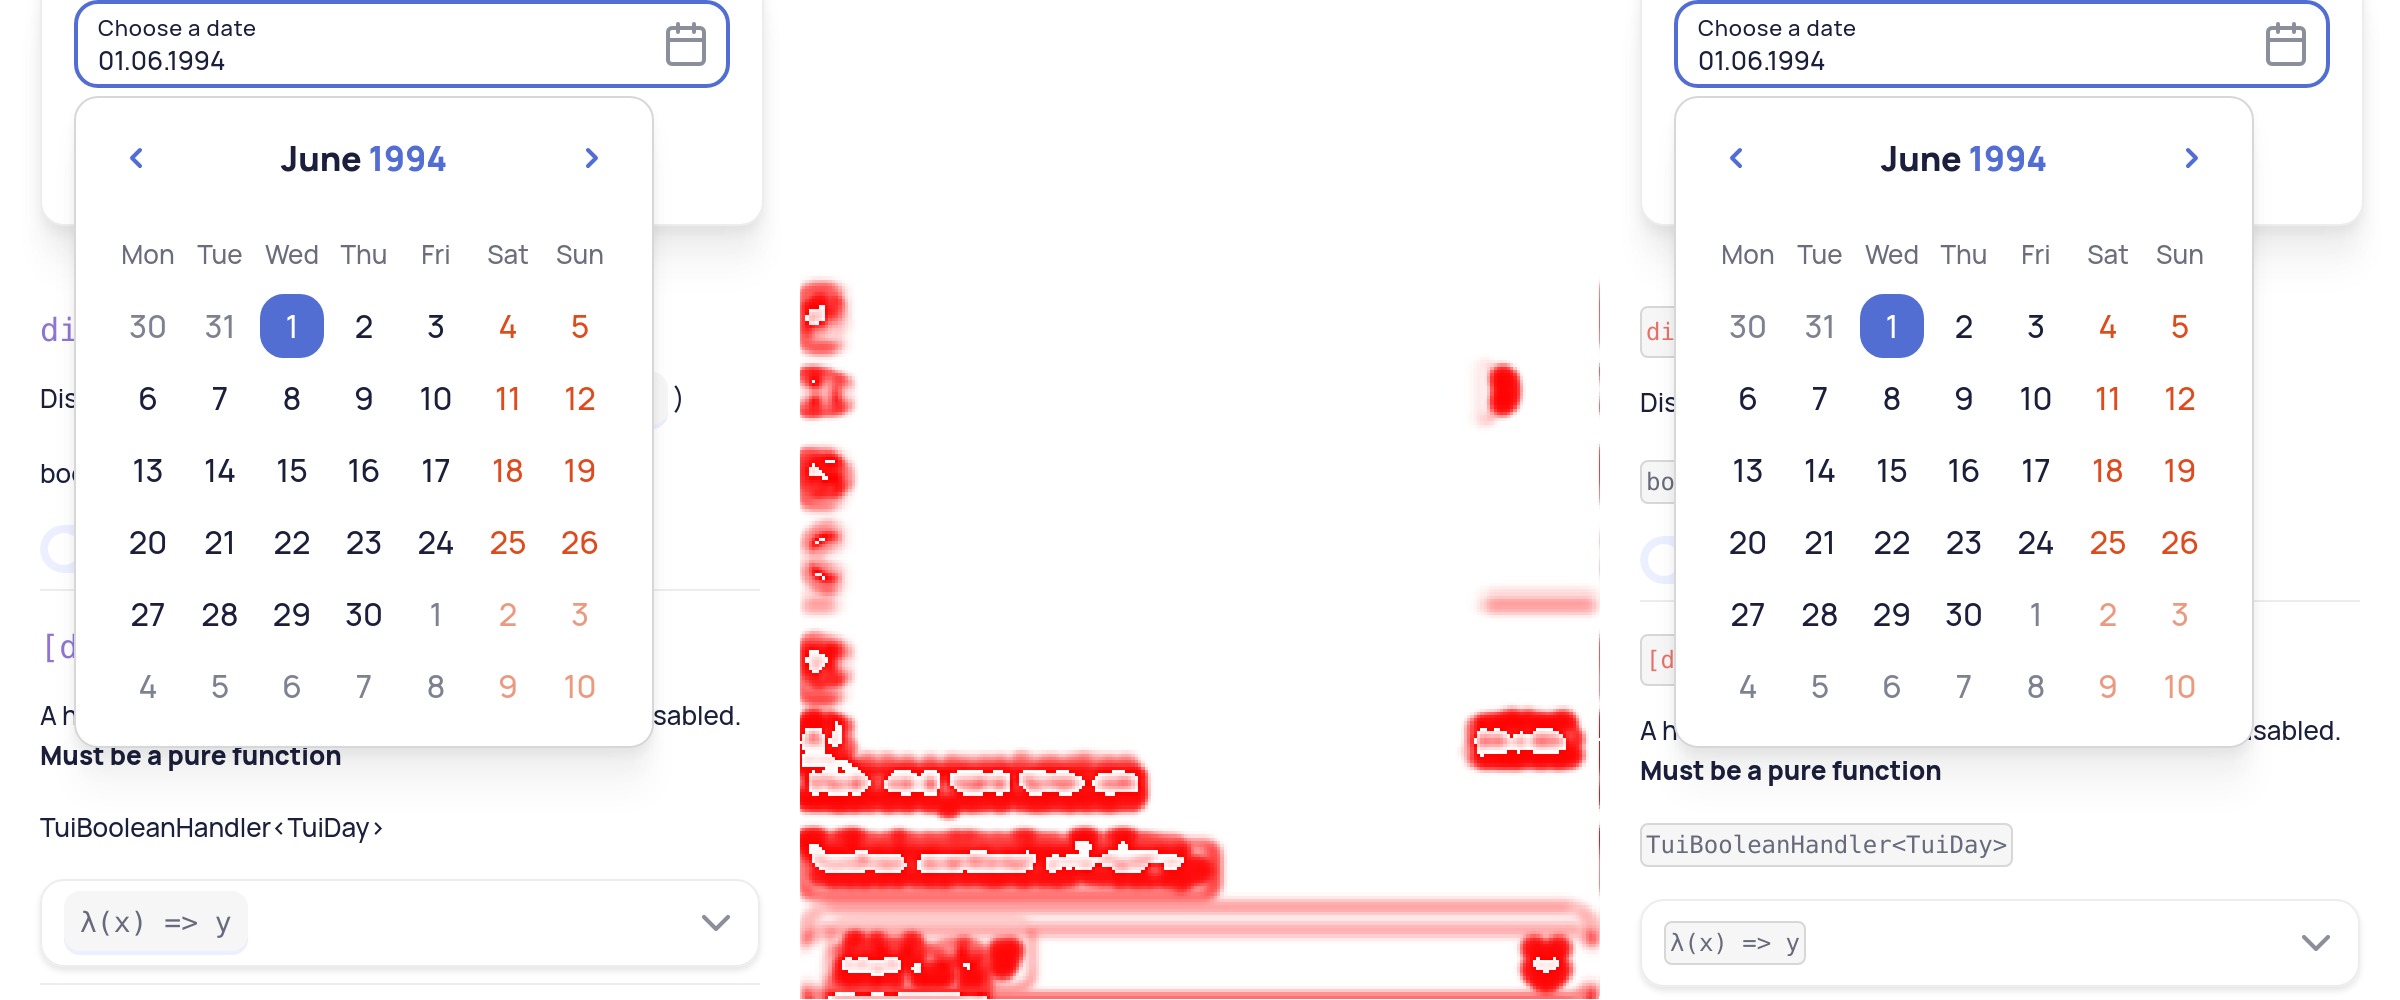 Choose a date
01.06.1994
June 1994
Mon Tue Wed Thu Fri Sat Sun
30 31 1 2 3 4 5
6 7 8 9 10 11 12
13 14 15 16 17 18 19
20 21 22 23 24 25 26
27 28 29 30 1 2 3
4 5 6 7 8 9 10
di
Dis )
boo
[d
A h sabled.
Must be a pure function
TuiBooleanHandler<TuiDay>
λ(x) => y
Choose a date
01.06.1994
June 1994
Mon Tue Wed Thu Fri Sat Sun
30 31 1 2 3 4 5
6 7 8 9 10 11 12
13 14 15 16 17 18 19
20 21 22 23 24 25 26
27 28 29 30 1 2 3
4 5 6 7 8 9 10
di
Dis
bo
[d
A h sabled.
Must be a pure function
TuiBooleanHandler<TuiDay>
λ(x) => y